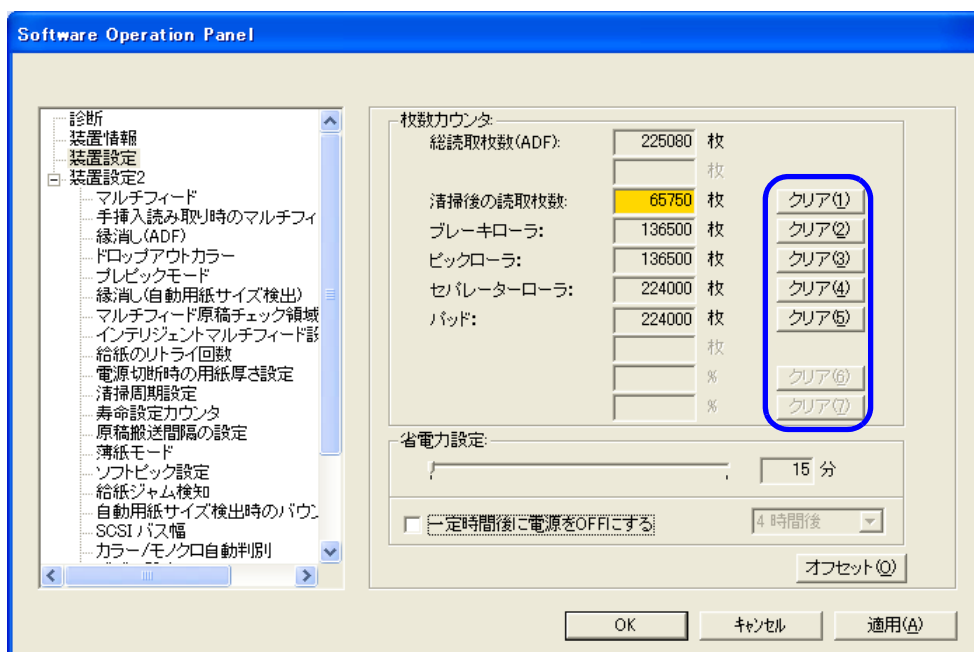 Software Operation Panel
診断
装置情報
装置設定
装置設定2
マルチフィード
手挿入読み取り時のマルチフィ
縁消し(ADF)
ドロップアウトカラー
プレピックモード
縁消し(自動用紙サイズ検出)
マルチフィード原稿チェック領域
インテリジェントマルチフィード設
給紙のリトライ回数
電源切断時の用紙厚さ設定
清掃周期設定
寿命設定カウンタ
原稿搬送間隔の設定
薄紙モード
ソフトピック設定
給紙ジャム検知
自動用紙サイズ検出時のバウン
SCSI バス幅
カラー/モノクロ自動判別
枚数カウンタ:
総読取枚数(ADF): 225080 枚
枚
清掃後の読取枚数: 65750 枚 クリア(1)
ブレーキローラ: 136500 枚 クリア(2)
ピックローラ: 136500 枚 クリア(3)
セパレーターローラ: 224000 枚 クリア(4)
パッド: 224000 枚 クリア(5)
枚
% クリア(6)
% クリア(7)
省電力設定:
15 分
一定時間後に電源をOFFにする 4 時間後
オフセット(O)
OK キャンセル 適用(A)